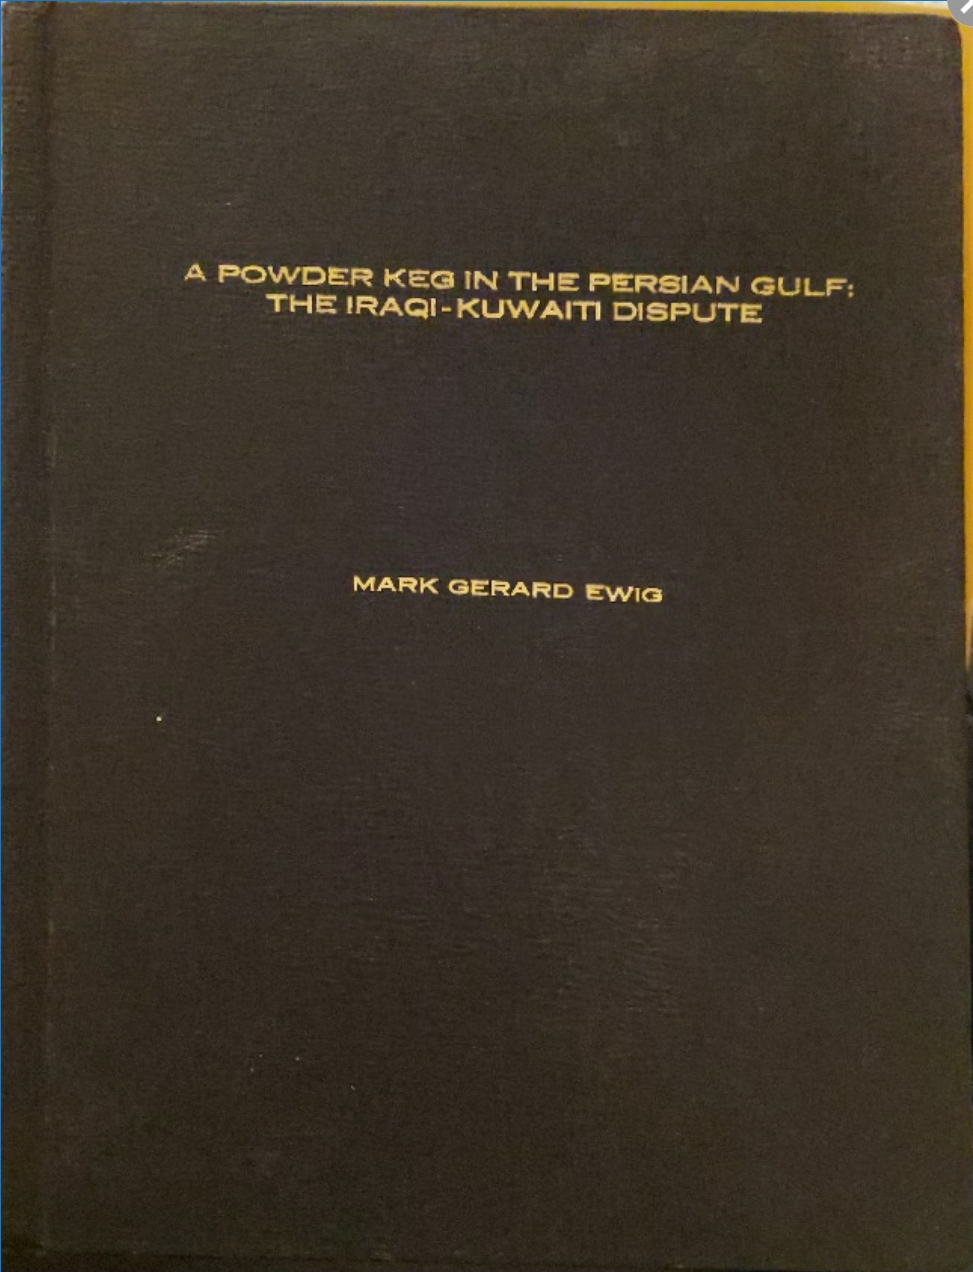 A POWDER KEG IN THE PERSIAN GULF:
THE IRAQI-KUWAITI DISPUTE
MARK GERARD EWIG